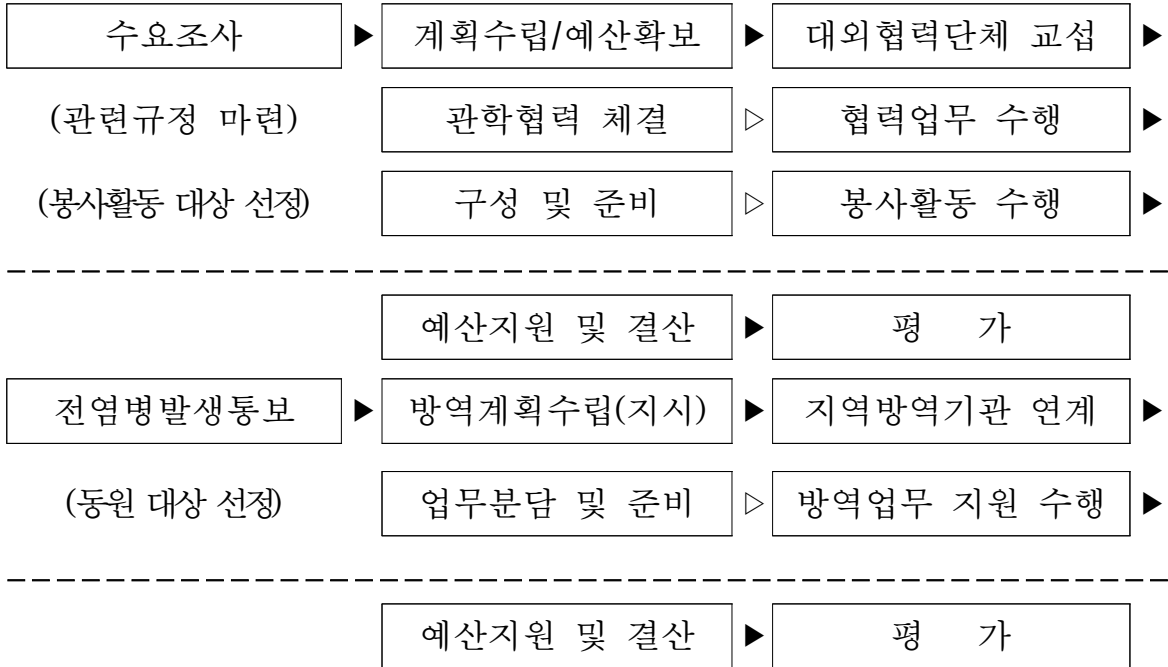 수요조사 ▶ 계획수립/예산확보 ▶ 대외협력단체 교섭 ▶
(관련규정 마련) 관학협력 체결 ▷ 협력업무 수행 ▶
(봉사활동 대상 선정) 구성 및 준비 ▷ 봉사활동 수행 ▶
예산지원 및 결산 ▶ 평 가
전염병발생통보 ▶ 방역계획수립(지시) ▶ 지역방역기관 연계 ▶
(동원 대상 선정) 업무분담 및 준비 ▷ 방역업무 지원 수행 ▶
예산지원 및 결산 ▶ 평 가